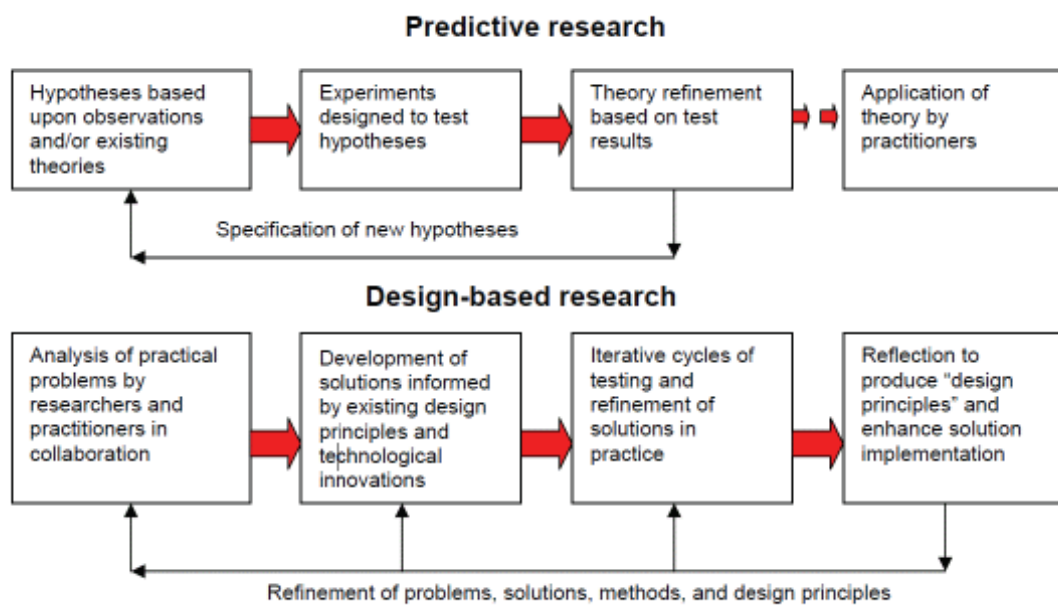 Predictive research
Hypotheses based
upon observations
and/or existing
theories
Experiments
designed to test
hypotheses
Theory refinement
based on test
results
Application of
theory by
practitioners
Specification of new hypotheses
Design-based research
Analysis of practical
problems by
researchers and
practitioners in
collaboration
Development of
solutions informed
by existing design
principles and
technological
innovations
Iterative cycles of
testing and
refinement of
solutions in
practice
Reflection to
produce “design
principles” and
enhance solution
implementation
Refinement of problems, solutions, methods, and design principles